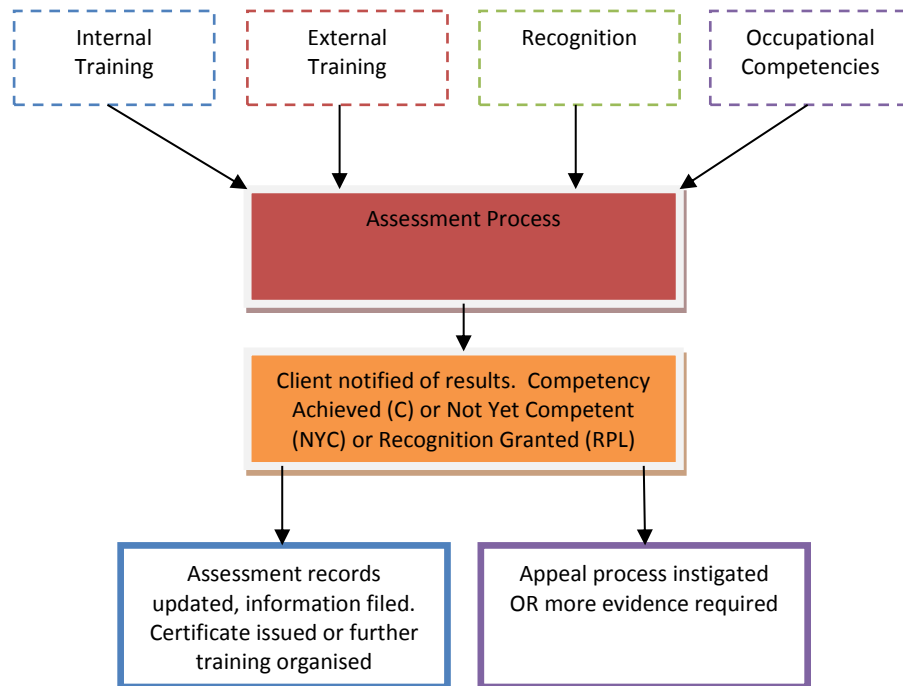 Internal
Training
External
Training
Recognition
Occupational
Competencies
Assessment Process
Client notified of results.  Competency
Achieved (C) or Not Yet Competent
(NYC) or Recognition Granted (RPL)
Assessment records
updated, information filed.
Certificate issued or further
training organised
Appeal process instigated
OR more evidence required